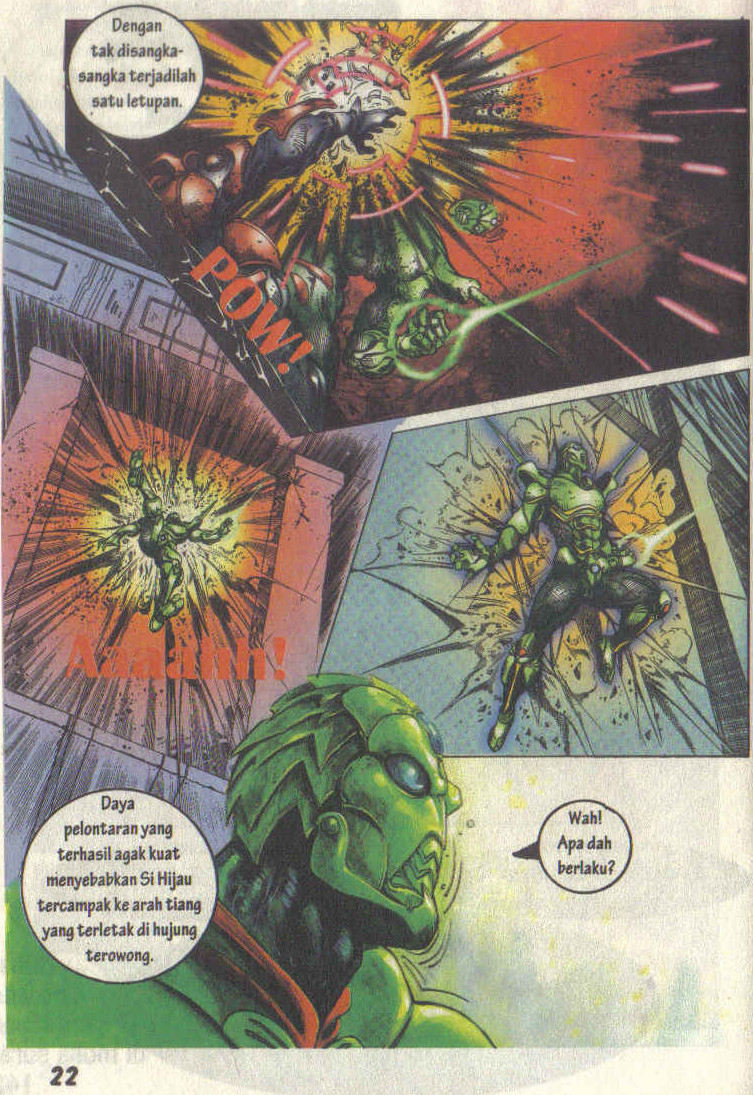 Dengan
tak disangka-
sangka terjadilah
satu letupan.
POW!
Aaaanh!
Daya
pelontaran yang
terhasil agak kuat
menyebabkan Si Hijau
tercampak ke arah tiang
yang terletak di hujung
terowong.
Wah!
Apa dah
berlaku?
22